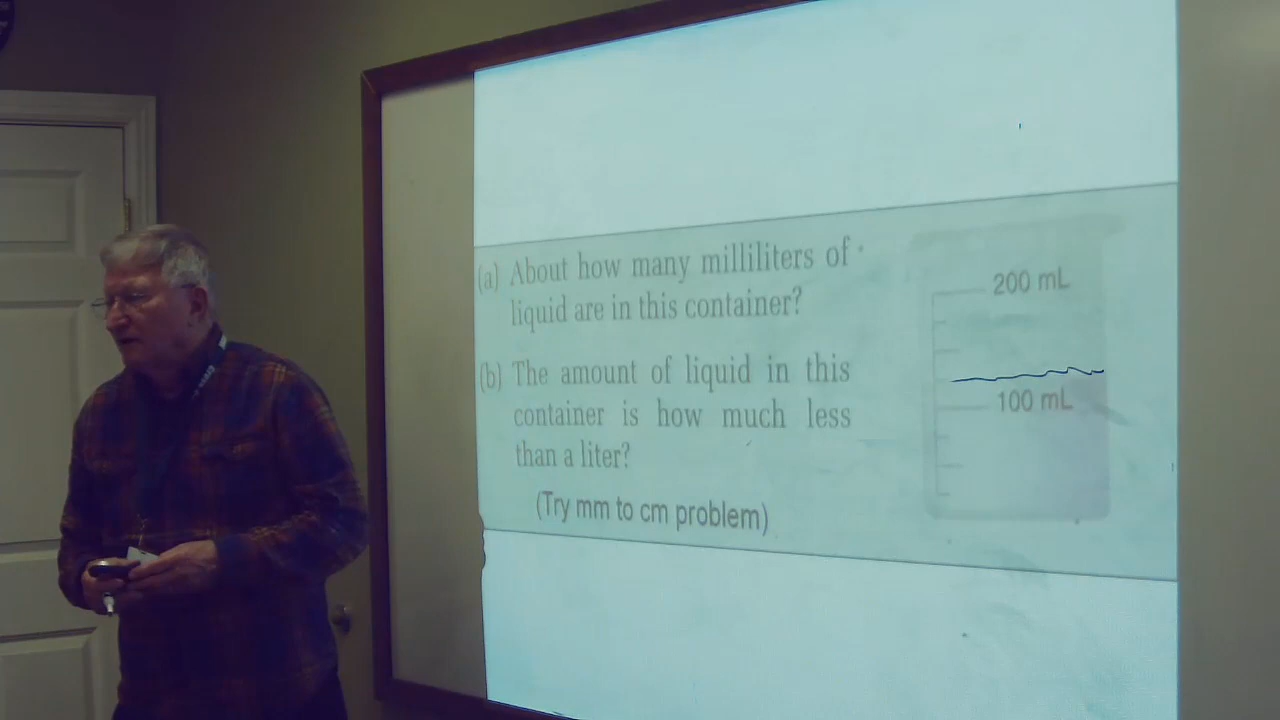 (a) About how many milliliters of
liquid are in this container?
(b) The amount of liquid in this
container is how much less
than a liter?
(Try mm to cm problem)
200 mL
100 mL